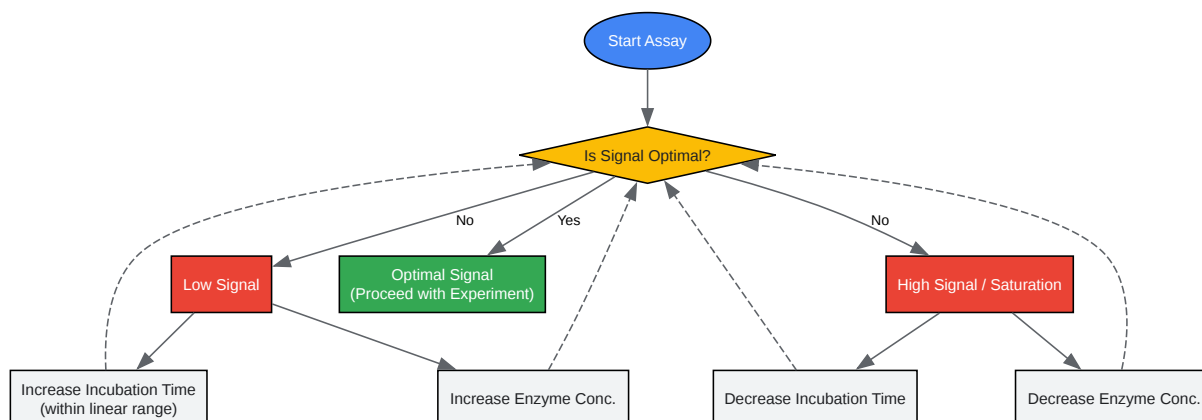 Start Assay
Is Signal Optimal?
No
Yes
No
Low Signal
Optimal Signal
(Proceed with Experiment)
High Signal / Saturation
Increase Incubation Time
(within linear range)
Increase Enzyme Conc.
Decrease Incubation Time
Decrease Enzyme Conc.